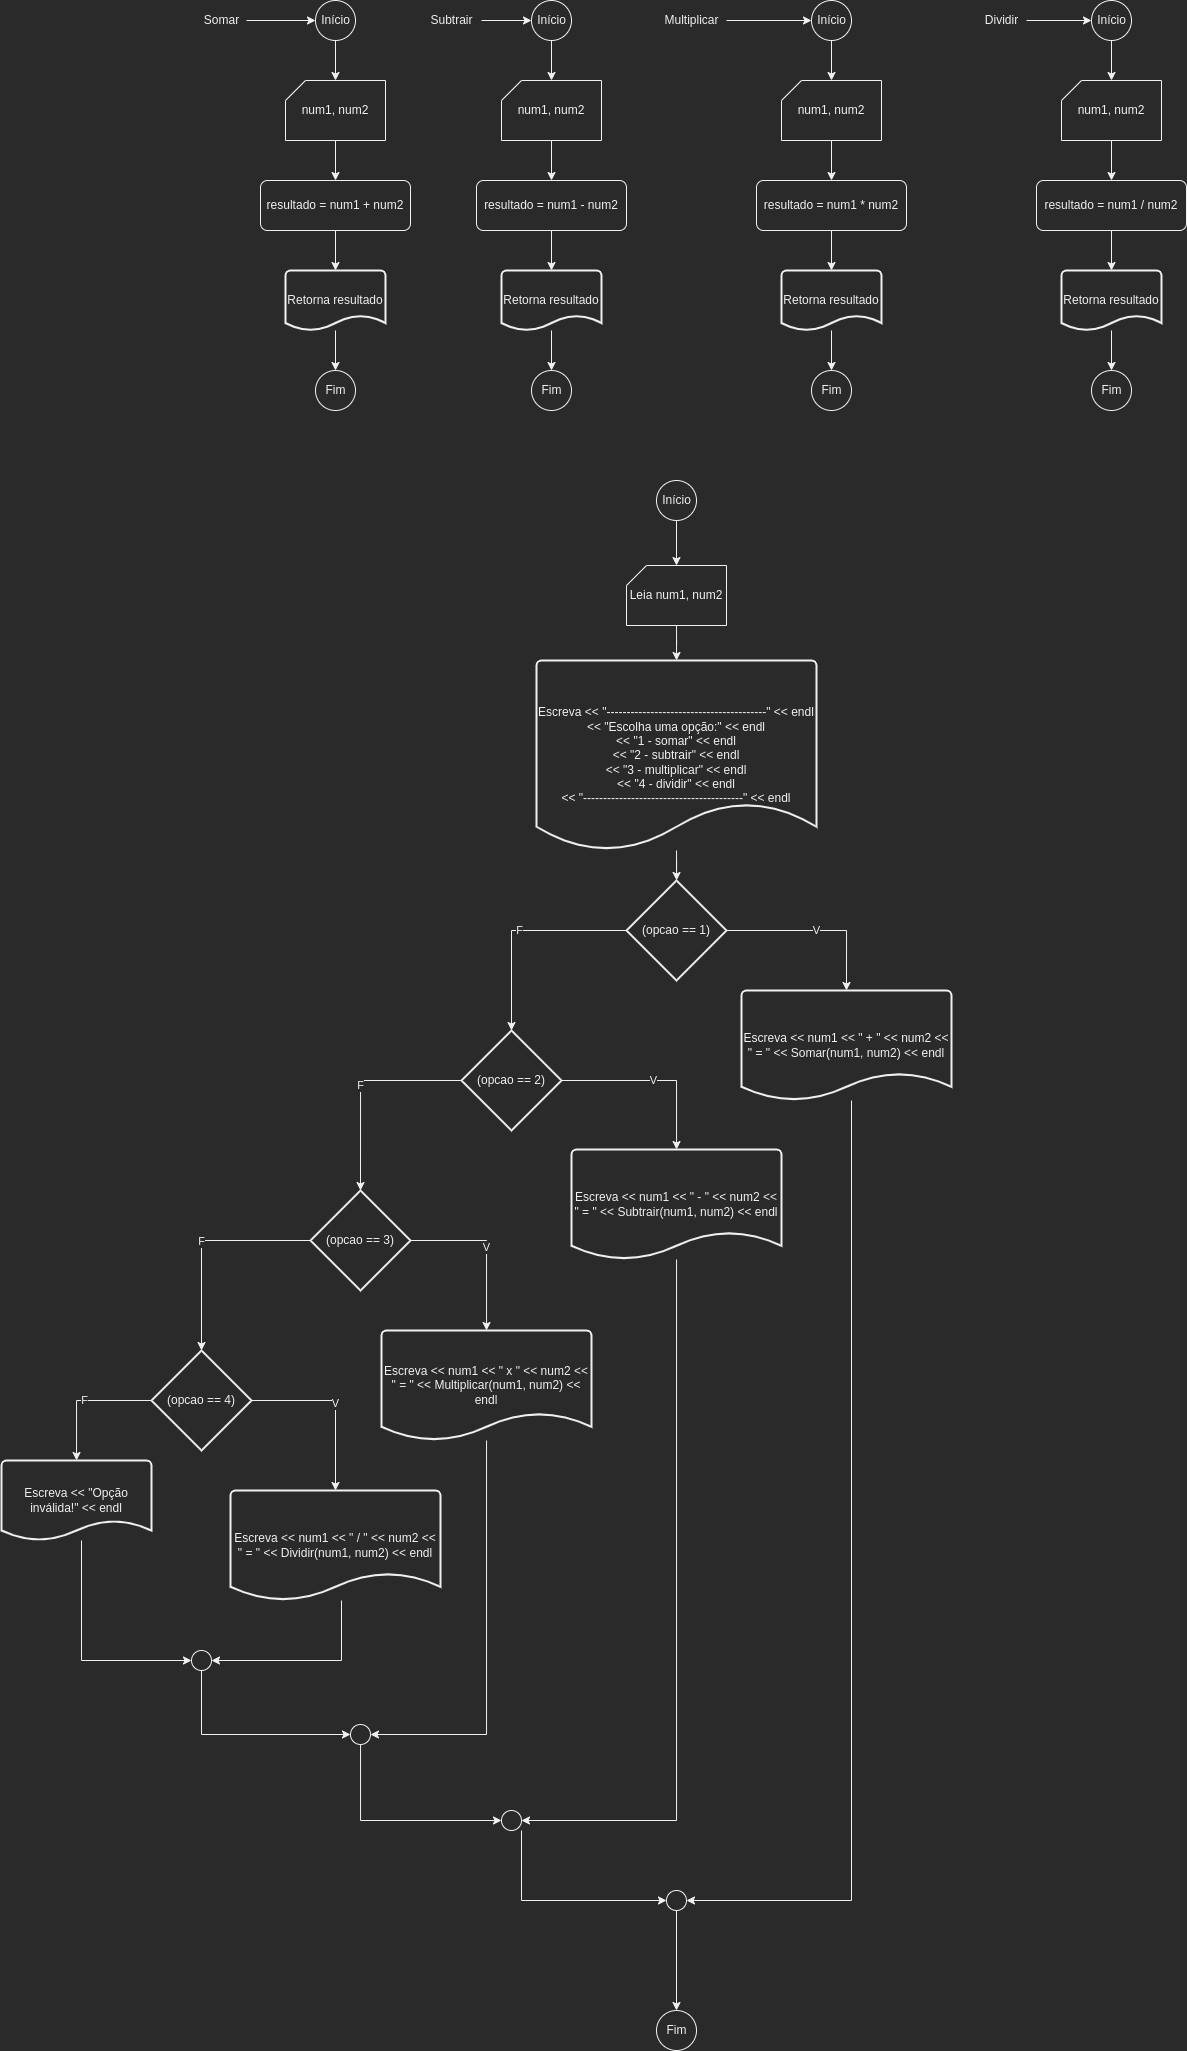 Somar
Início
Subtrair
Início
Multiplicar
Início
Dividir
Início
num1, num2
num1, num2
num1, num2
num1, num2
resultado = num1 + num2
resultado = num1 - num2
resultado = num1 * num2
resultado = num1 / num2
Retorna resultado
Retorna resultado
Retorna resultado
Retorna resultado
Fim
Fim
Fim
Fim
Início
Leia num1, num2
Escreva << "----------------------------------------" << endl
<< "Escolha uma opção:" << endl
<< "1 - somar" << endl
<< "2 - subtrair" << endl
<< "3 - multiplicar" << endl
<< "4 - dividir" << endl
<< "----------------------------------------" << endl
F
(opcao == 1)
V
Escreva << num1 << " + " << num2 <<
" = " << Somar(num1, num2) << endl
F
(opcao == 2)
V
Escreva << num1 << " - " << num2 <<
" = " << Subtrair(num1, num2) << endl
F
(opcao == 3)
V
Escreva << num1 << " x " << num2 <<
" = " << Multiplicar(num1, num2) <<
endl
F
(opcao == 4)
V
Escreva << "Opção
inválida!" << endl
Escreva << num1 << " / " << num2 <<
" = " << Dividir(num1, num2) << endl
Fim